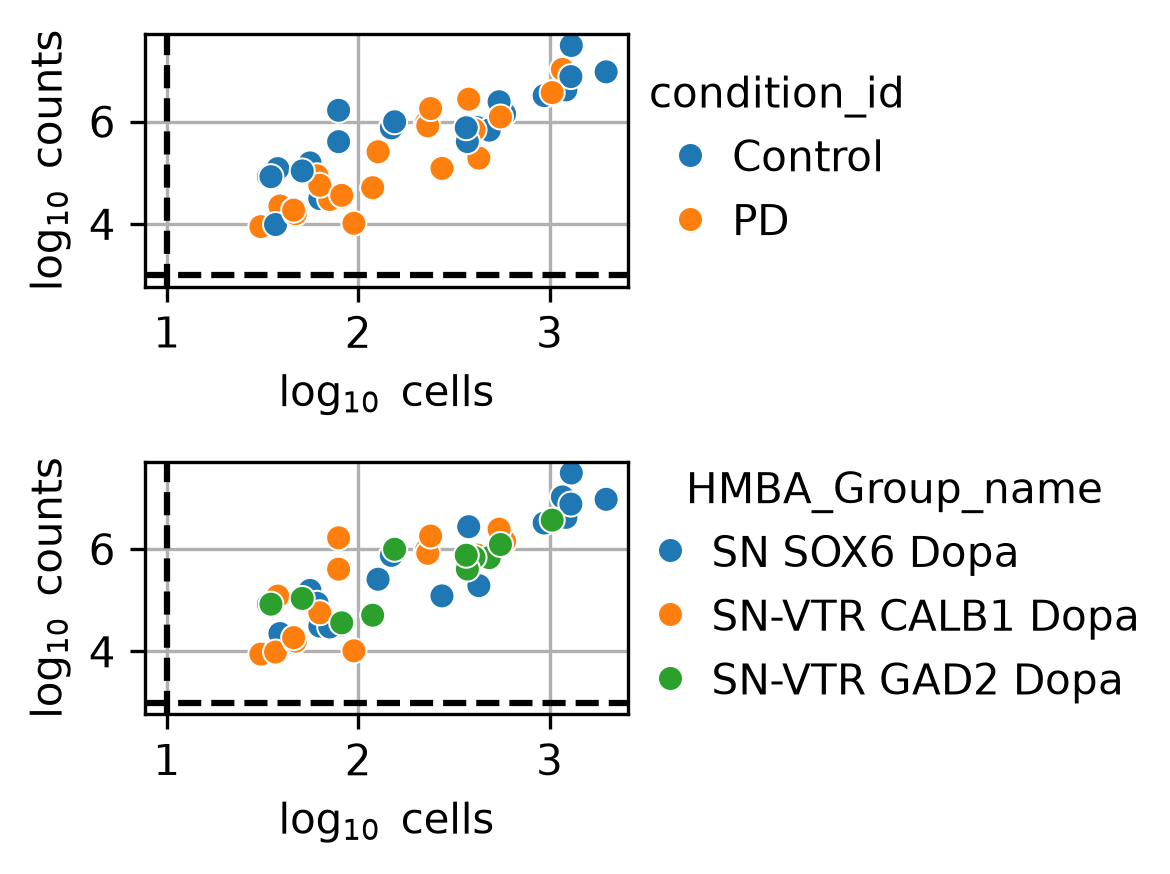 log10 counts
6
4
1 2 3
log10 cells
condition_id
Control
PD
log10 counts
6
4
1 2 3
log10 cells
HMBA_Group_name
SN SOX6 Dopa
SN-VTR CALB1 Dopa
SN-VTR GAD2 Dopa